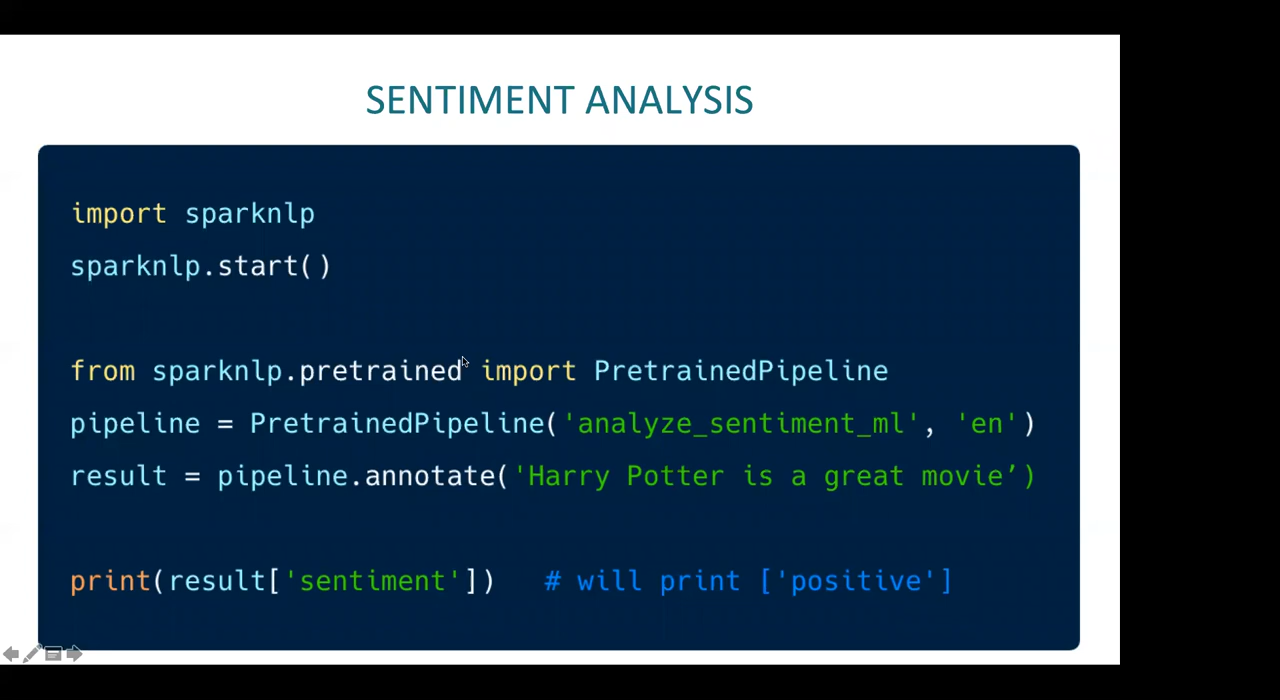 SENTIMENT ANALYSIS
import sparknlp
sparknlp.start()
from sparknlp.pretrained import PretrainedPipeline
pipeline = PretrainedPipeline('analyze_sentiment_ml', 'en')
result = pipeline.annotate('Harry Potter is a great movie’)
print(result['sentiment']) # will print ['positive']